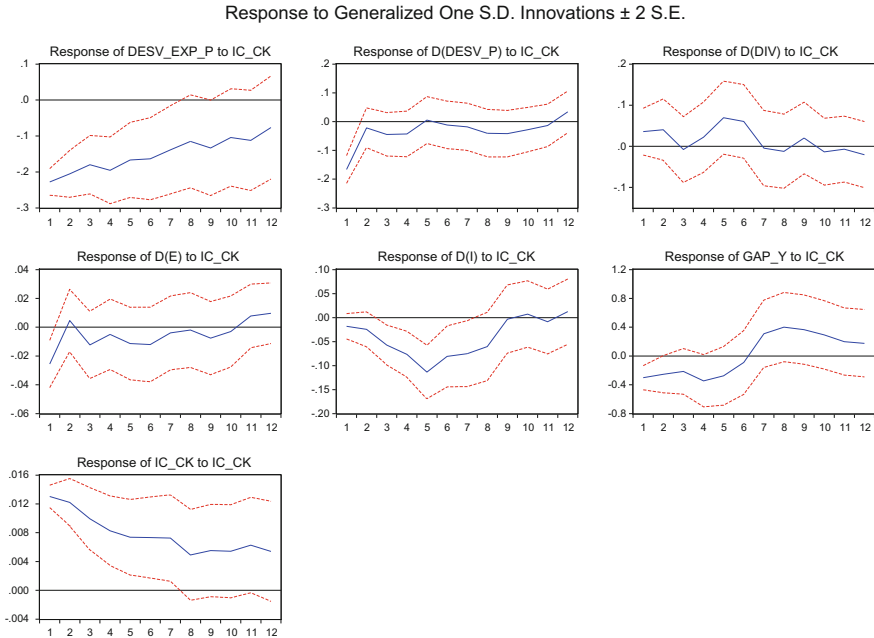 Response to Generalized One S.D. Innovations ± 2 S.E.
Response of DESV_EXP_P to IC_CK
.1
.0
-.1
-.2
-.3
1 2 3 4 5 6 7 8 9 10 11 12
Response of D(DESV_P) to IC_CK
.2
.1
.0
-.1
-.2
-.3
1 2 3 4 5 6 7 8 9 10 11 12
Response of D(DIV) to IC_CK
.2
.1
.0
-.1
1 2 3 4 5 6 7 8 9 10 11 12
Response of D(E) to IC_CK
.04
.02
.00
-.02
-.04
-.06
1 2 3 4 5 6 7 8 9 10 11 12
Response of D(I) to IC_CK
.10
.05
.00
-.05
-.10
-.15
-.20
1 2 3 4 5 6 7 8 9 10 11 12
Response of GAP_Y to IC_CK
1.2
0.8
0.4
0.0
-0.4
-0.8
1 2 3 4 5 6 7 8 9 10 11 12
Response of IC_CK to IC_CK
.016
.012
.008
.004
.000
-.004
1 2 3 4 5 6 7 8 9 10 11 12